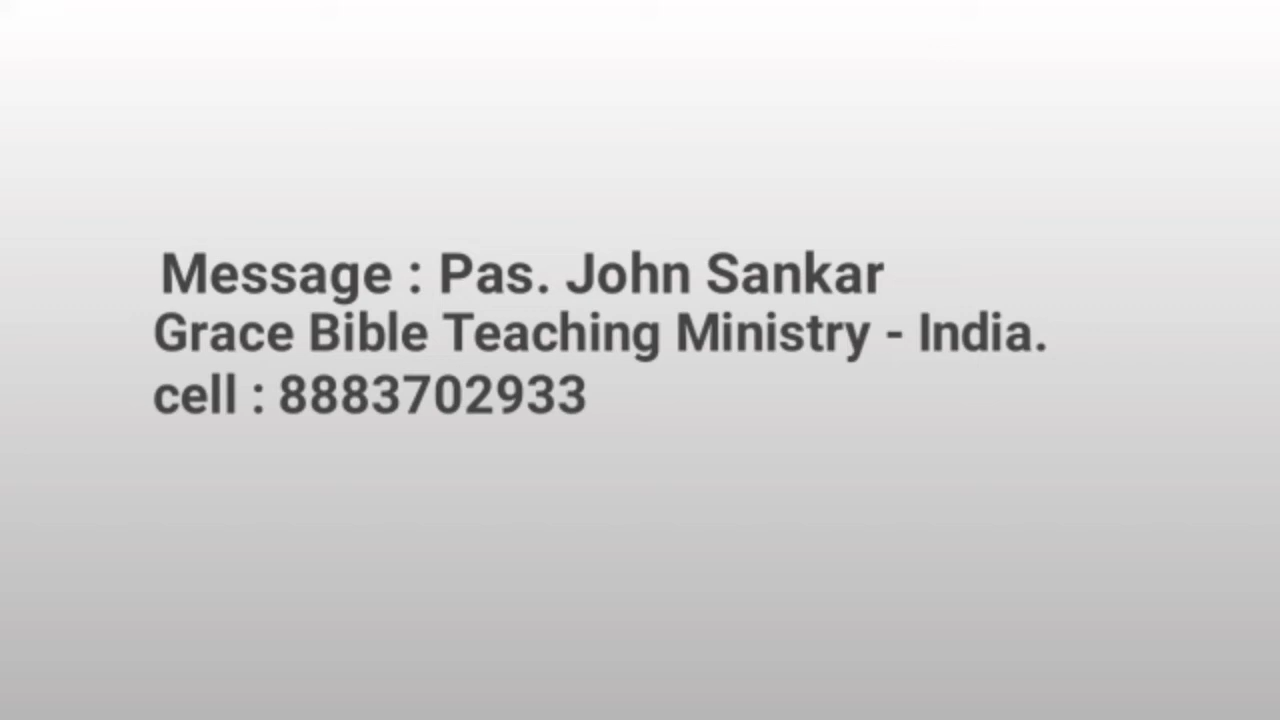 Message : Pas. John Sankar
Grace Bible Teaching Ministry - India.
cell : 8883702933